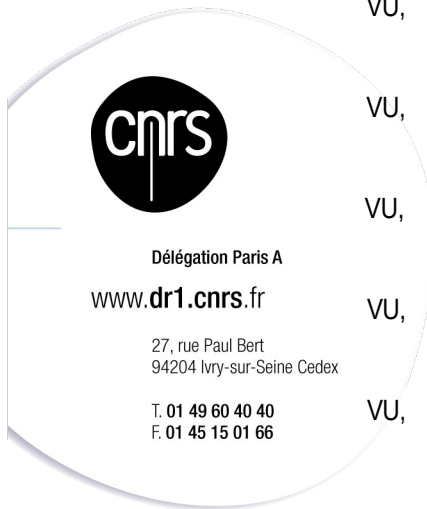 VU,
cnrs
VU,
VU,
Délégation Paris A
www.dr1.cnrs.fr
VU,
27, rue Paul Bert
94204 Ivry-sur-Seine Cedex
T. 01 49 60 40 40
VU,
F. 01 45 15 01 66